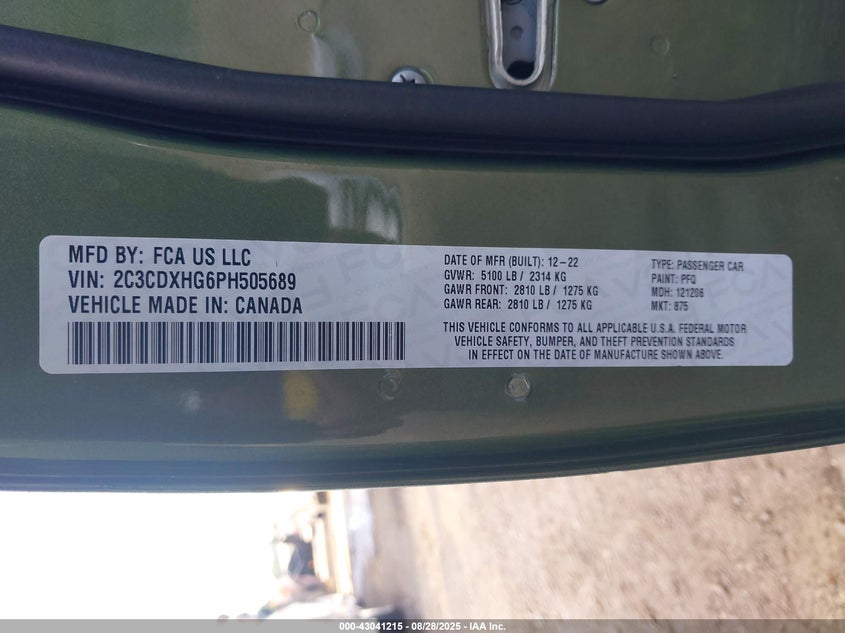 MFD BY: FCA US LLC
VIN: 2C3CDXHG6PH505689
VEHICLE MADE IN: CANADA
DATE OF MFR (BUILT): 12-22
GVWR: 5100 LB / 2314 KG
GAWR FRONT: 2810 LB / 1275 KG
GAWR REAR: 2810 LB / 1275 KG
TYPE: PASSENGER CAR
PAINT: PFQ
MDH: 121206
MKT: 875
THIS VEHICLE CONFORMS TO ALL APPLICABLE U.S.A. FEDERAL MOTOR
VEHICLE SAFETY, BUMPER, AND THEFT PREVENTION STANDARDS
IN EFFECT ON THE DATE OF MANUFACTURE SHOWN ABOVE.
000-43041215 - 08/28/2025 - IAA Inc.